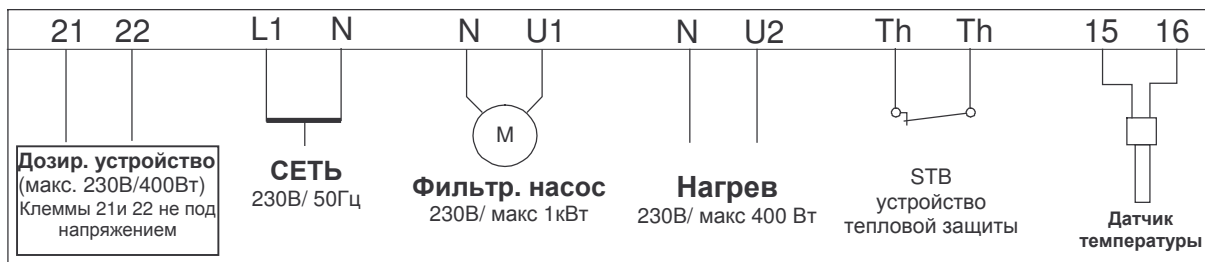 21 22 L1 N N U1 N U2 Th Th 15 16
Дозир. устройство
(макс. 230В/400Вт)
Клеммы 21и 22 не под
напряжением
СЕТЬ
230В/ 50Гц
M
Фильтр. насос
230В/ макс 1кВт
Нагрев
230В/ макс 400 Вт
STB
устройство
тепловой защиты
Датчик
температуры